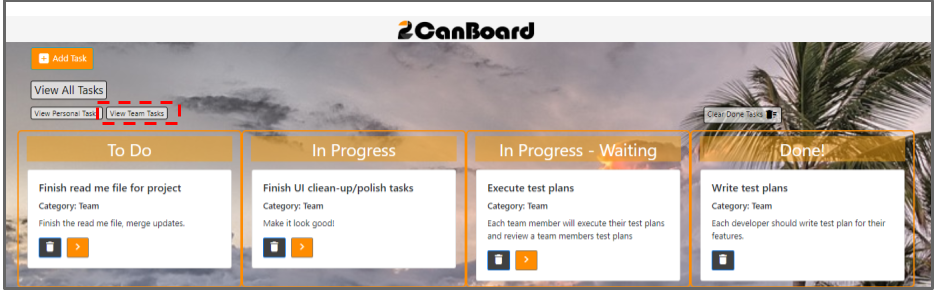 2CanBoard
Add Task
View All Tasks
View Personal Task View Team Tasks
Clear Done Tasks
To Do
In Progress
In Progress - Waiting
Done!
Finish read me file for project
Category: Team
Finish the read me file, merge updates.
Finish UI cliean-up/polish tasks
Category: Team
Make it look good!
Execute test plans
Category: Team
Each team member will execute their test plans
and review a team members test plans
Write test plans
Category: Team
Each developer should write test plan for their
features.